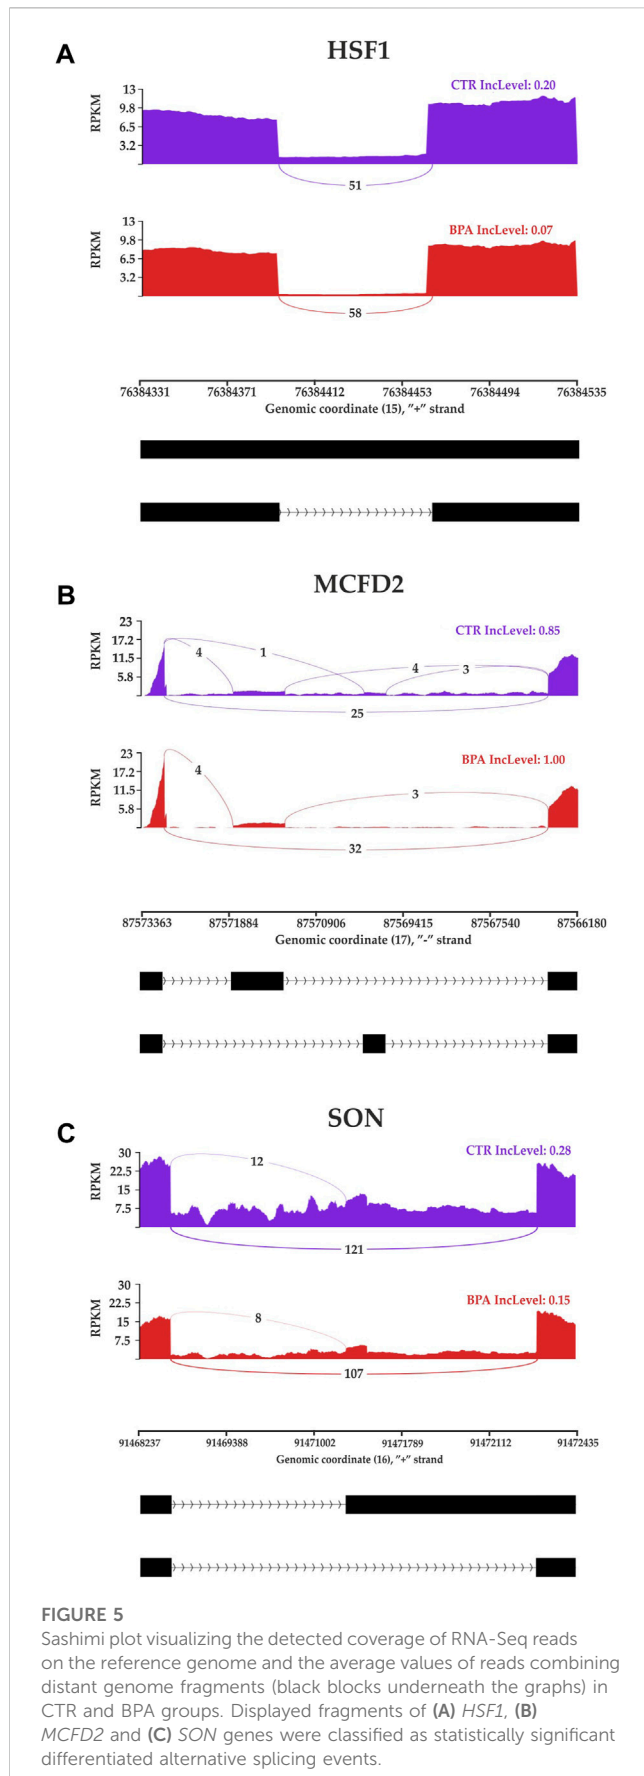 A
HSF1
CTR IncLevel: 0.20
RPKM
13
9.8
6.5
3.2
51
BPA IncLevel: 0.07
RPKM
13
9.8
6.5
3.2
58
76384331 76384371 76384412 76384453 76384494 76384535
Genomic coordinate (15), "+" strand
B
MCFD2
CTR IncLevel: 0.85
RPKM
23
17.2
11.5
5.8
4 1 4 3
25
BPA IncLevel: 1.00
RPKM
23
17.2
11.5
5.8
4 3
32
87573363 87571884 87570906 87569415 87567540 87566180
Genomic coordinate (17), "-" strand
C
SON
CTR IncLevel: 0.28
RPKM
30
22.5
15
7.5
12
121
BPA IncLevel: 0.15
RPKM
30
22.5
15
7.5
8
107
91468237 91469388 91471002 91471789 91472112 91472435
Genomic coordinate (16), "+" strand
FIGURE 5
Sashimi plot visualizing the detected coverage of RNA-Seq reads
on the reference genome and the average values of reads combining
distant genome fragments (black blocks underneath the graphs) in
CTR and BPA groups. Displayed fragments of (A) HSF1, (B)
MCFD2 and (C) SON genes were classified as statistically significant
differentiated alternative splicing events.